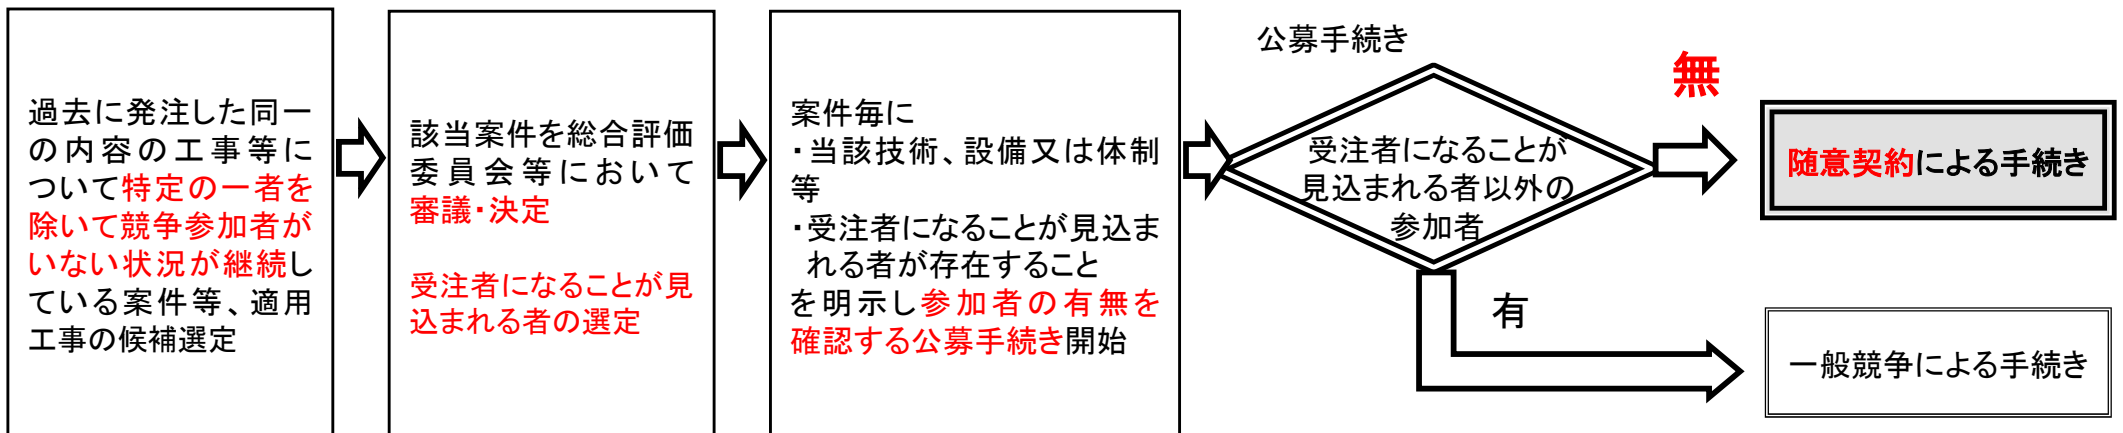 過去に発注した同一
の内容の工事等に
ついて特定の一者を
除いて競争参加者が
いない状況が継続し
ている案件等、適用
工事の候補選定
該当案件を総合評価
委員会等において
審議・決定
受注者になることが見
込まれる者の選定
案件毎に
・当該技術、設備又は体制
等
・受注者になることが見込ま
れる者が存在すること
を明示し参加者の有無を
確認する公募手続き開始
公募手続き
受注者になることが
見込まれる者以外の
参加者
無
随意契約による手続き
有
一般競争による手続き